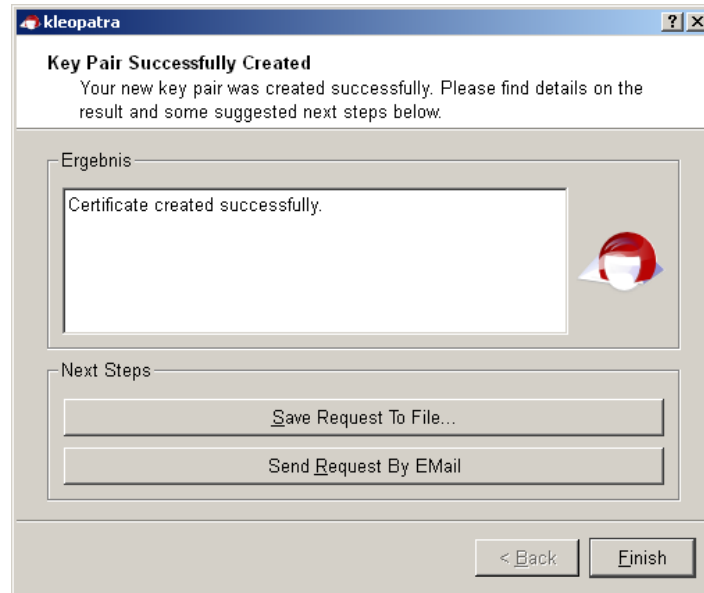 kleopatra
Key Pair Successfully Created
Your new key pair was created successfully. Please find details on the
result and some suggested next steps below.
Ergebnis
Certificate created successfully.
Next Steps
Save Request To File...
Send Request By EMail
< Back Finish